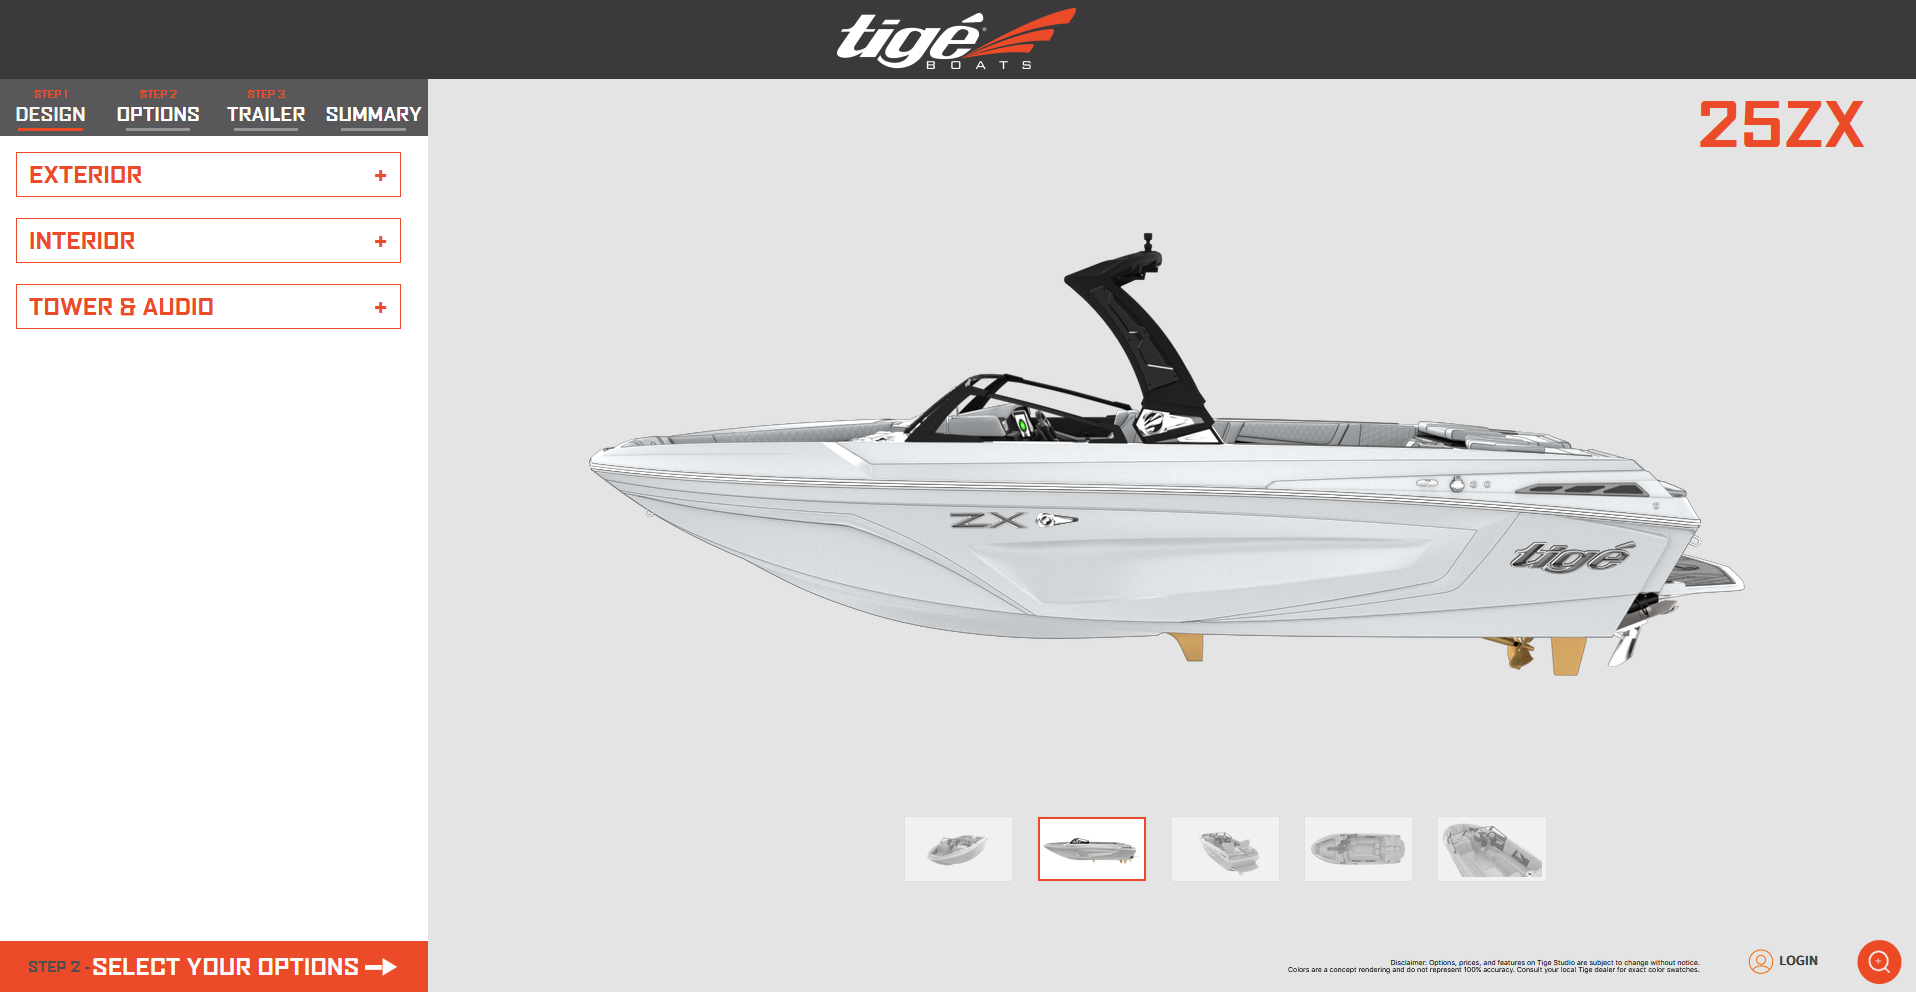 tigé
BOATS
STEP 1
DESIGN
STEP 2
OPTIONS
STEP 3
TRAILER
SUMMARY
EXTERIOR +
INTERIOR +
TOWER & AUDIO +
25ZX
ZX
tigé
STEP 2 - SELECT YOUR OPTIONS
Disclaimer: Options, prices, and features on Tige Studio are subject to change without notice.
Colors are a concept rendering and do not represent 100% accuracy. Consult your local Tige dealer for exact color swatches.
LOGIN